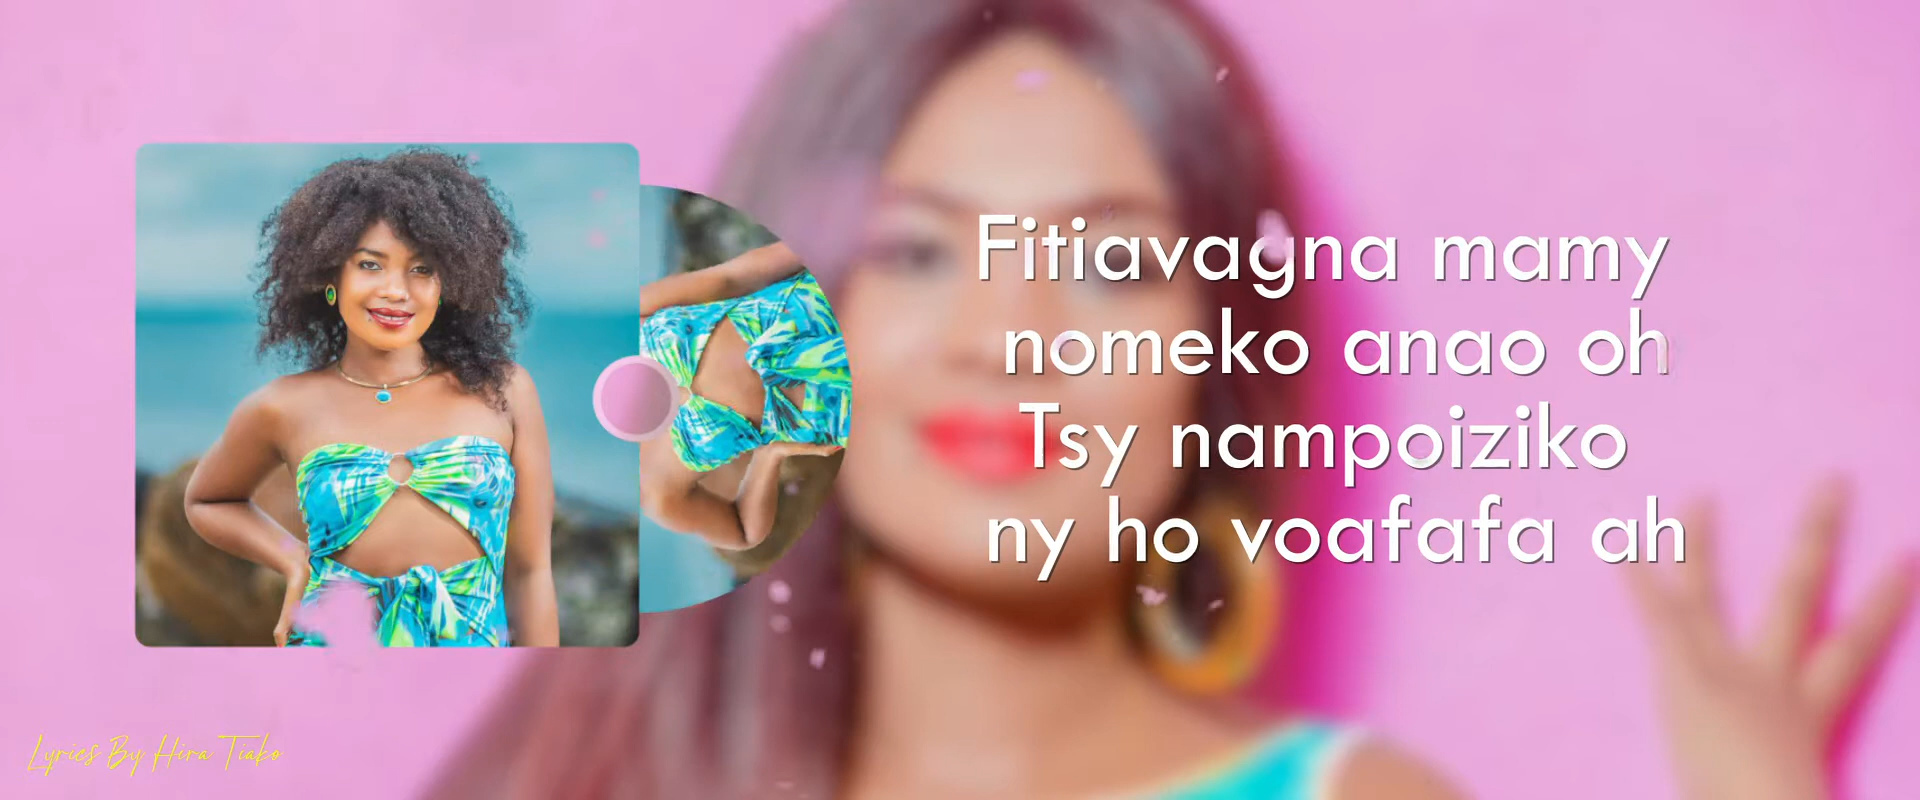 Fitiavagna mamy
nomeko anao oh
Tsy nampoiziko
ny ho voafafa ah
Lyrics By Hira Tiako